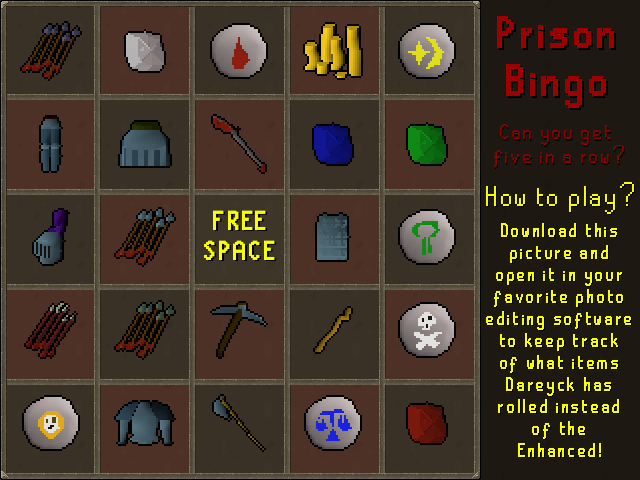 Prison
Bingo
Can you get
five in a row?
How to play?
Download this
picture and
open it in your
favorite photo
editing software
to keep track
of what items
Dareyck has
rolled instead
of the
Enhanced!
FREE
SPACE